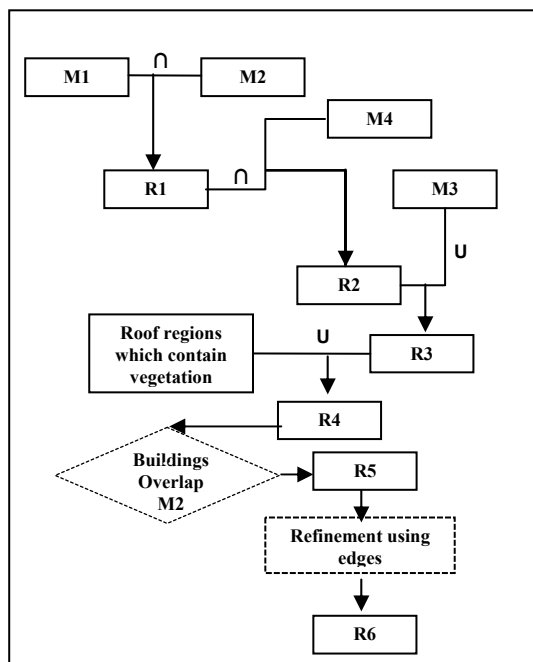 ∩
M1
M2
M4
R1
∩
M3
U
R2
Roof regions
which contain
vegetation
U
R3
R4
Buildings
Overlap
M2
R5
Refinement using
edges
R6